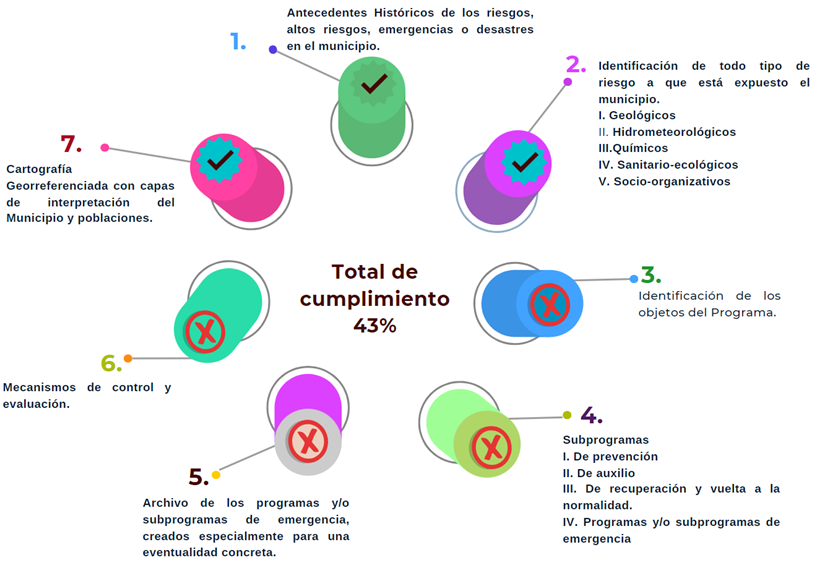 1.
Antecedentes Históricos de los riesgos,
altos riesgos, emergencias o desastres
en el municipio.
2.
Identificación de todo tipo de
riesgo a que está expuesto el
municipio.
I. Geológicos
II. Hidrometeorológicos
III.Químicos
IV. Sanitario-ecológicos
V. Socio-organizativos
7.
Cartografía
Georreferenciada con capas
de interpretación del
Municipio y poblaciones.
Total de
cumplimiento
43%
3.
Identificación de los
objetos del Programa.
6.
Mecanismos de control y
evaluación.
4.
Subprogramas
I. De prevención
II. De auxilio
III. De recuperación y vuelta a la
normalidad.
IV. Programas y/o subprogramas de
emergencia
5.
Archivo de los programas y/o
subprogramas de emergencia,
creados especialmente para una
eventualidad concreta.